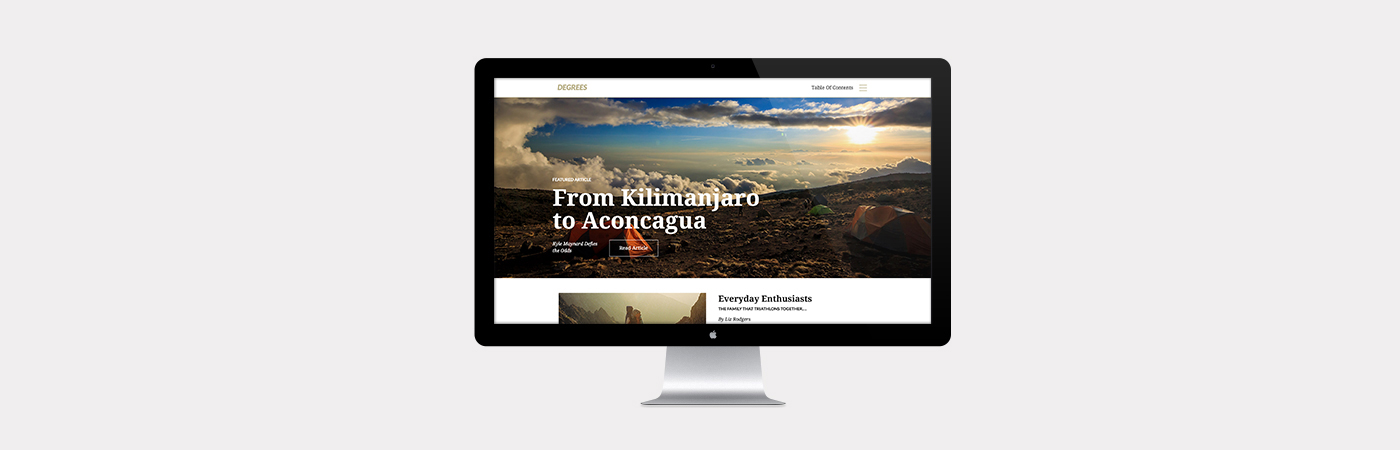 DEGREES
Table Of Contents
FEATURED ARTICLE
From Kilimanjaro
to Aconcagua
Kyle Maynard Defies
the Odds
Read Article
Everyday Enthusiasts
THE FAMILY THAT TRIATHLONS TOGETHER...
By Liz Rodgers